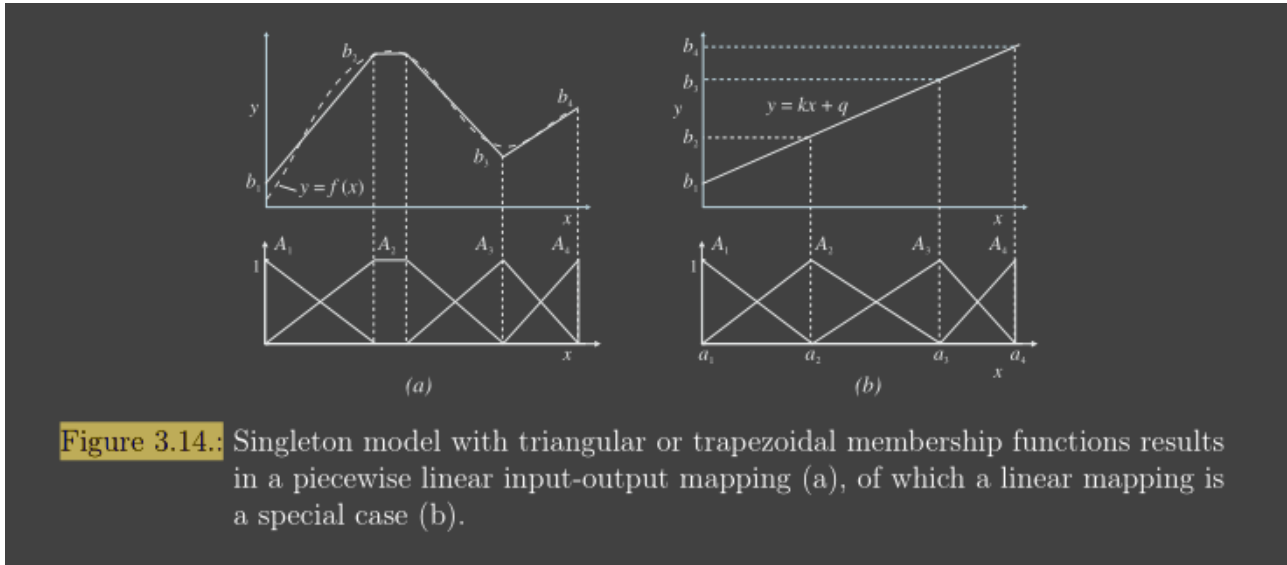 b₂
b₄
y
b₃
b₁
y = f (x)
x
A₁ A₂ A₃ A₄
1
x
(a)
b₄
b₃
y
y = kx + q
b₂
b₁
x
A₁ A₂ A₃ A₄
1
a₁ a₂ a₃ a₄
x
(b)
Figure 3.14.: Singleton model with triangular or trapezoidal membership functions results
in a piecewise linear input-output mapping (a), of which a linear mapping is
a special case (b).